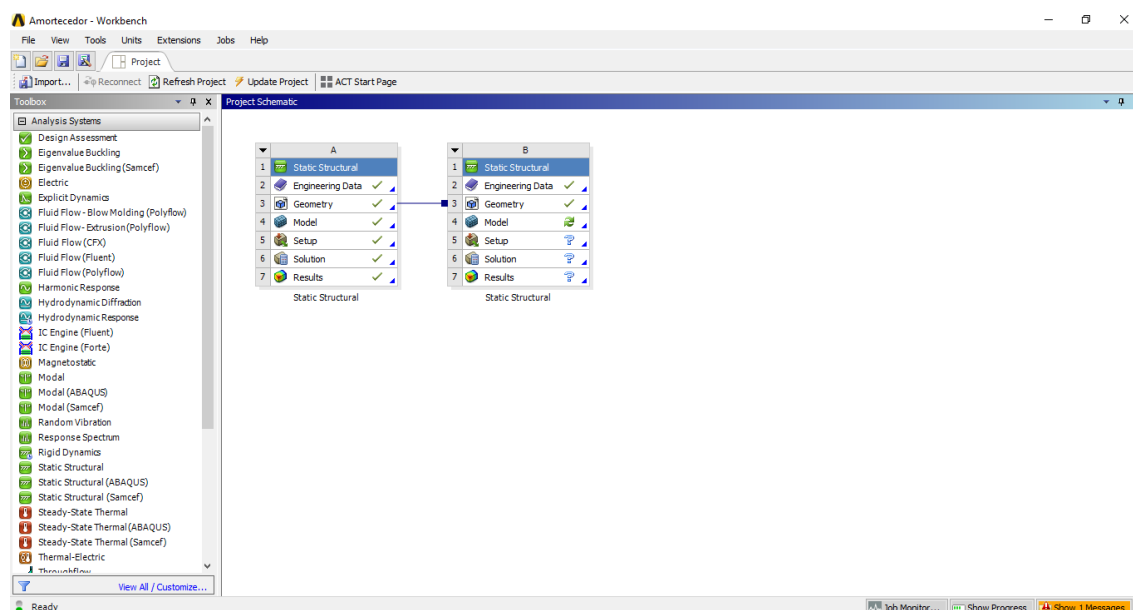 Amortecedor - Workbench
File View Tools Units Extensions Jobs Help
Project
Import... Reconnect Refresh Project Update Project ACT Start Page
Toolbox
Project Schematic
Analysis Systems
Design Assessment
Eigenvalue Buckling
Eigenvalue Buckling (Samcef)
Electric
Explicit Dynamics
Fluid Flow - Blow Molding (Polyflow)
Fluid Flow- Extrusion (Polyflow)
Fluid Flow (CFX)
Fluid Flow (Fluent)
Fluid Flow (Polyflow)
Harmonic Response
Hydrodynamic Diffraction
Hydrodynamic Response
IC Engine (Fluent)
IC Engine (Forte)
Magnetostatic
Modal
Modal (ABAQUS)
Modal (Samcef)
Random Vibration
Response Spectrum
Rigid Dynamics
Static Structural
Static Structural (ABAQUS)
Static Structural (Samcef)
Steady-State Thermal
Steady-State Thermal (ABAQUS)
Steady-State Thermal (Samcef)
Thermal-Electric
Throughflow
View All / Customize...
A
1 Static Structural
2 Engineering Data
3 Geometry
4 Model
5 Setup
6 Solution
7 Results
Static Structural
B
1 Static Structural
2 Engineering Data
3 Geometry
4 Model
5 Setup
6 Solution
7 Results
Static Structural
Ready
Job Monitor... Show Progress Show 1 Messages